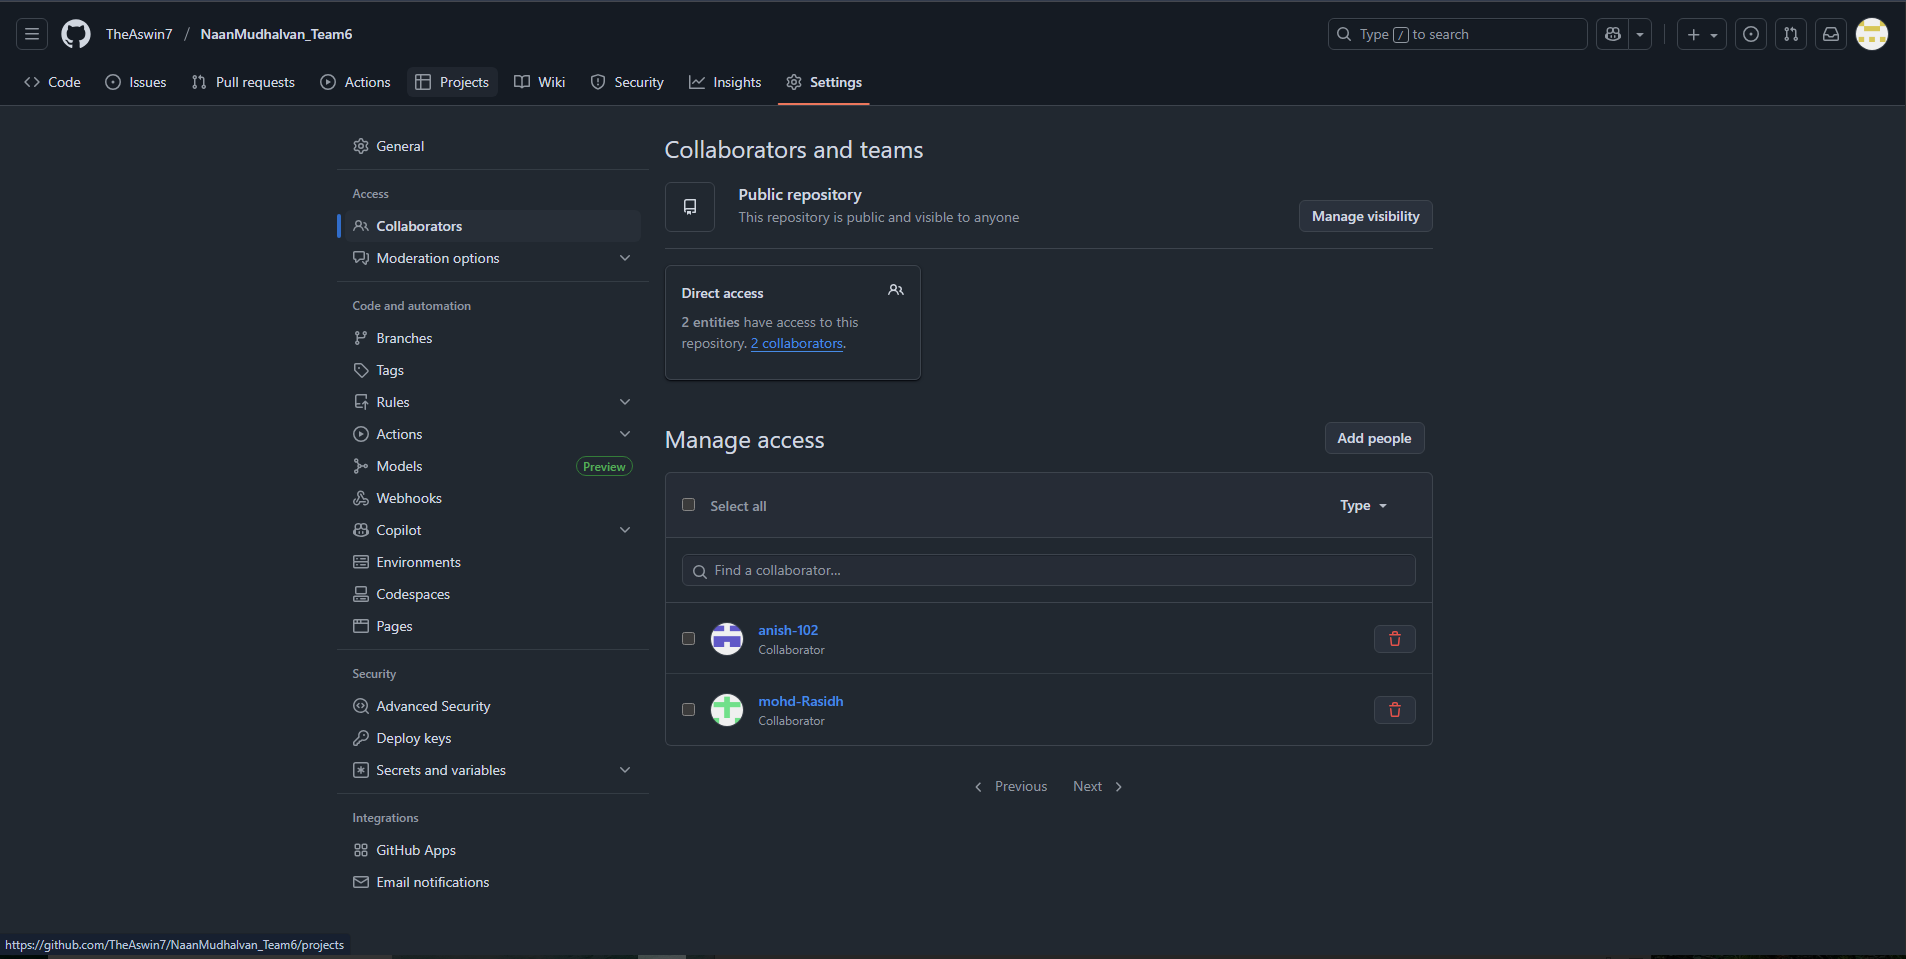 TheAswin7 / NaanMudhalvan_Team6
Type / to search
Code Issues Pull requests Actions Projects Wiki Security Insights Settings
General
Access
Collaborators
Moderation options
Code and automation
Branches
Tags
Rules
Actions
Models Preview
Webhooks
Copilot
Environments
Codespaces
Pages
Security
Advanced Security
Deploy keys
Secrets and variables
Integrations
GitHub Apps
Email notifications
Collaborators and teams
Public repository
This repository is public and visible to anyone
Manage visibility
Direct access
2 entities have access to this
repository. 2 collaborators.
Manage access
Add people
Select all
Type
Find a collaborator...
anish-102
Collaborator
mohd-Rasidh
Collaborator
Previous Next
https://github.com/TheAswin7/NaanMudhalvan_Team6/projects